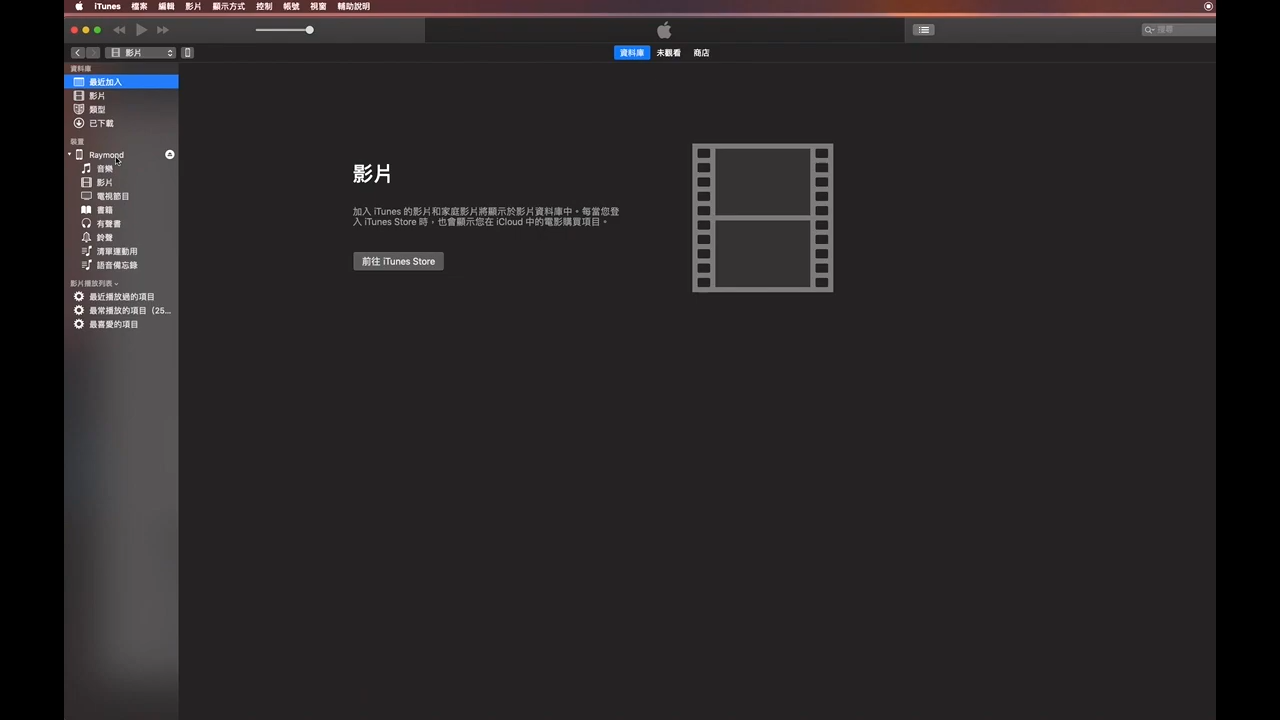 iTunes 檔案 編輯 影片 顯示方式 控制 帳號 視窗 輔助說明
搜尋
影片
資料庫 未觀看 商店
資料庫
最近加入
影片
類型
已下載
裝置
Raymond
音樂
影片
電視節目
書籍
有聲書
鈴聲
清單運動用
語音備忘錄
影片播放列表
最近播放過的項目
最常播放的項目（25...
最喜愛的項目
影片
加入 iTunes 的影片和家庭影片將顯示於影片資料庫中。每當您登
入 iTunes Store 時，也會顯示您在 iCloud 中的電影購買項目。
前往 iTunes Store